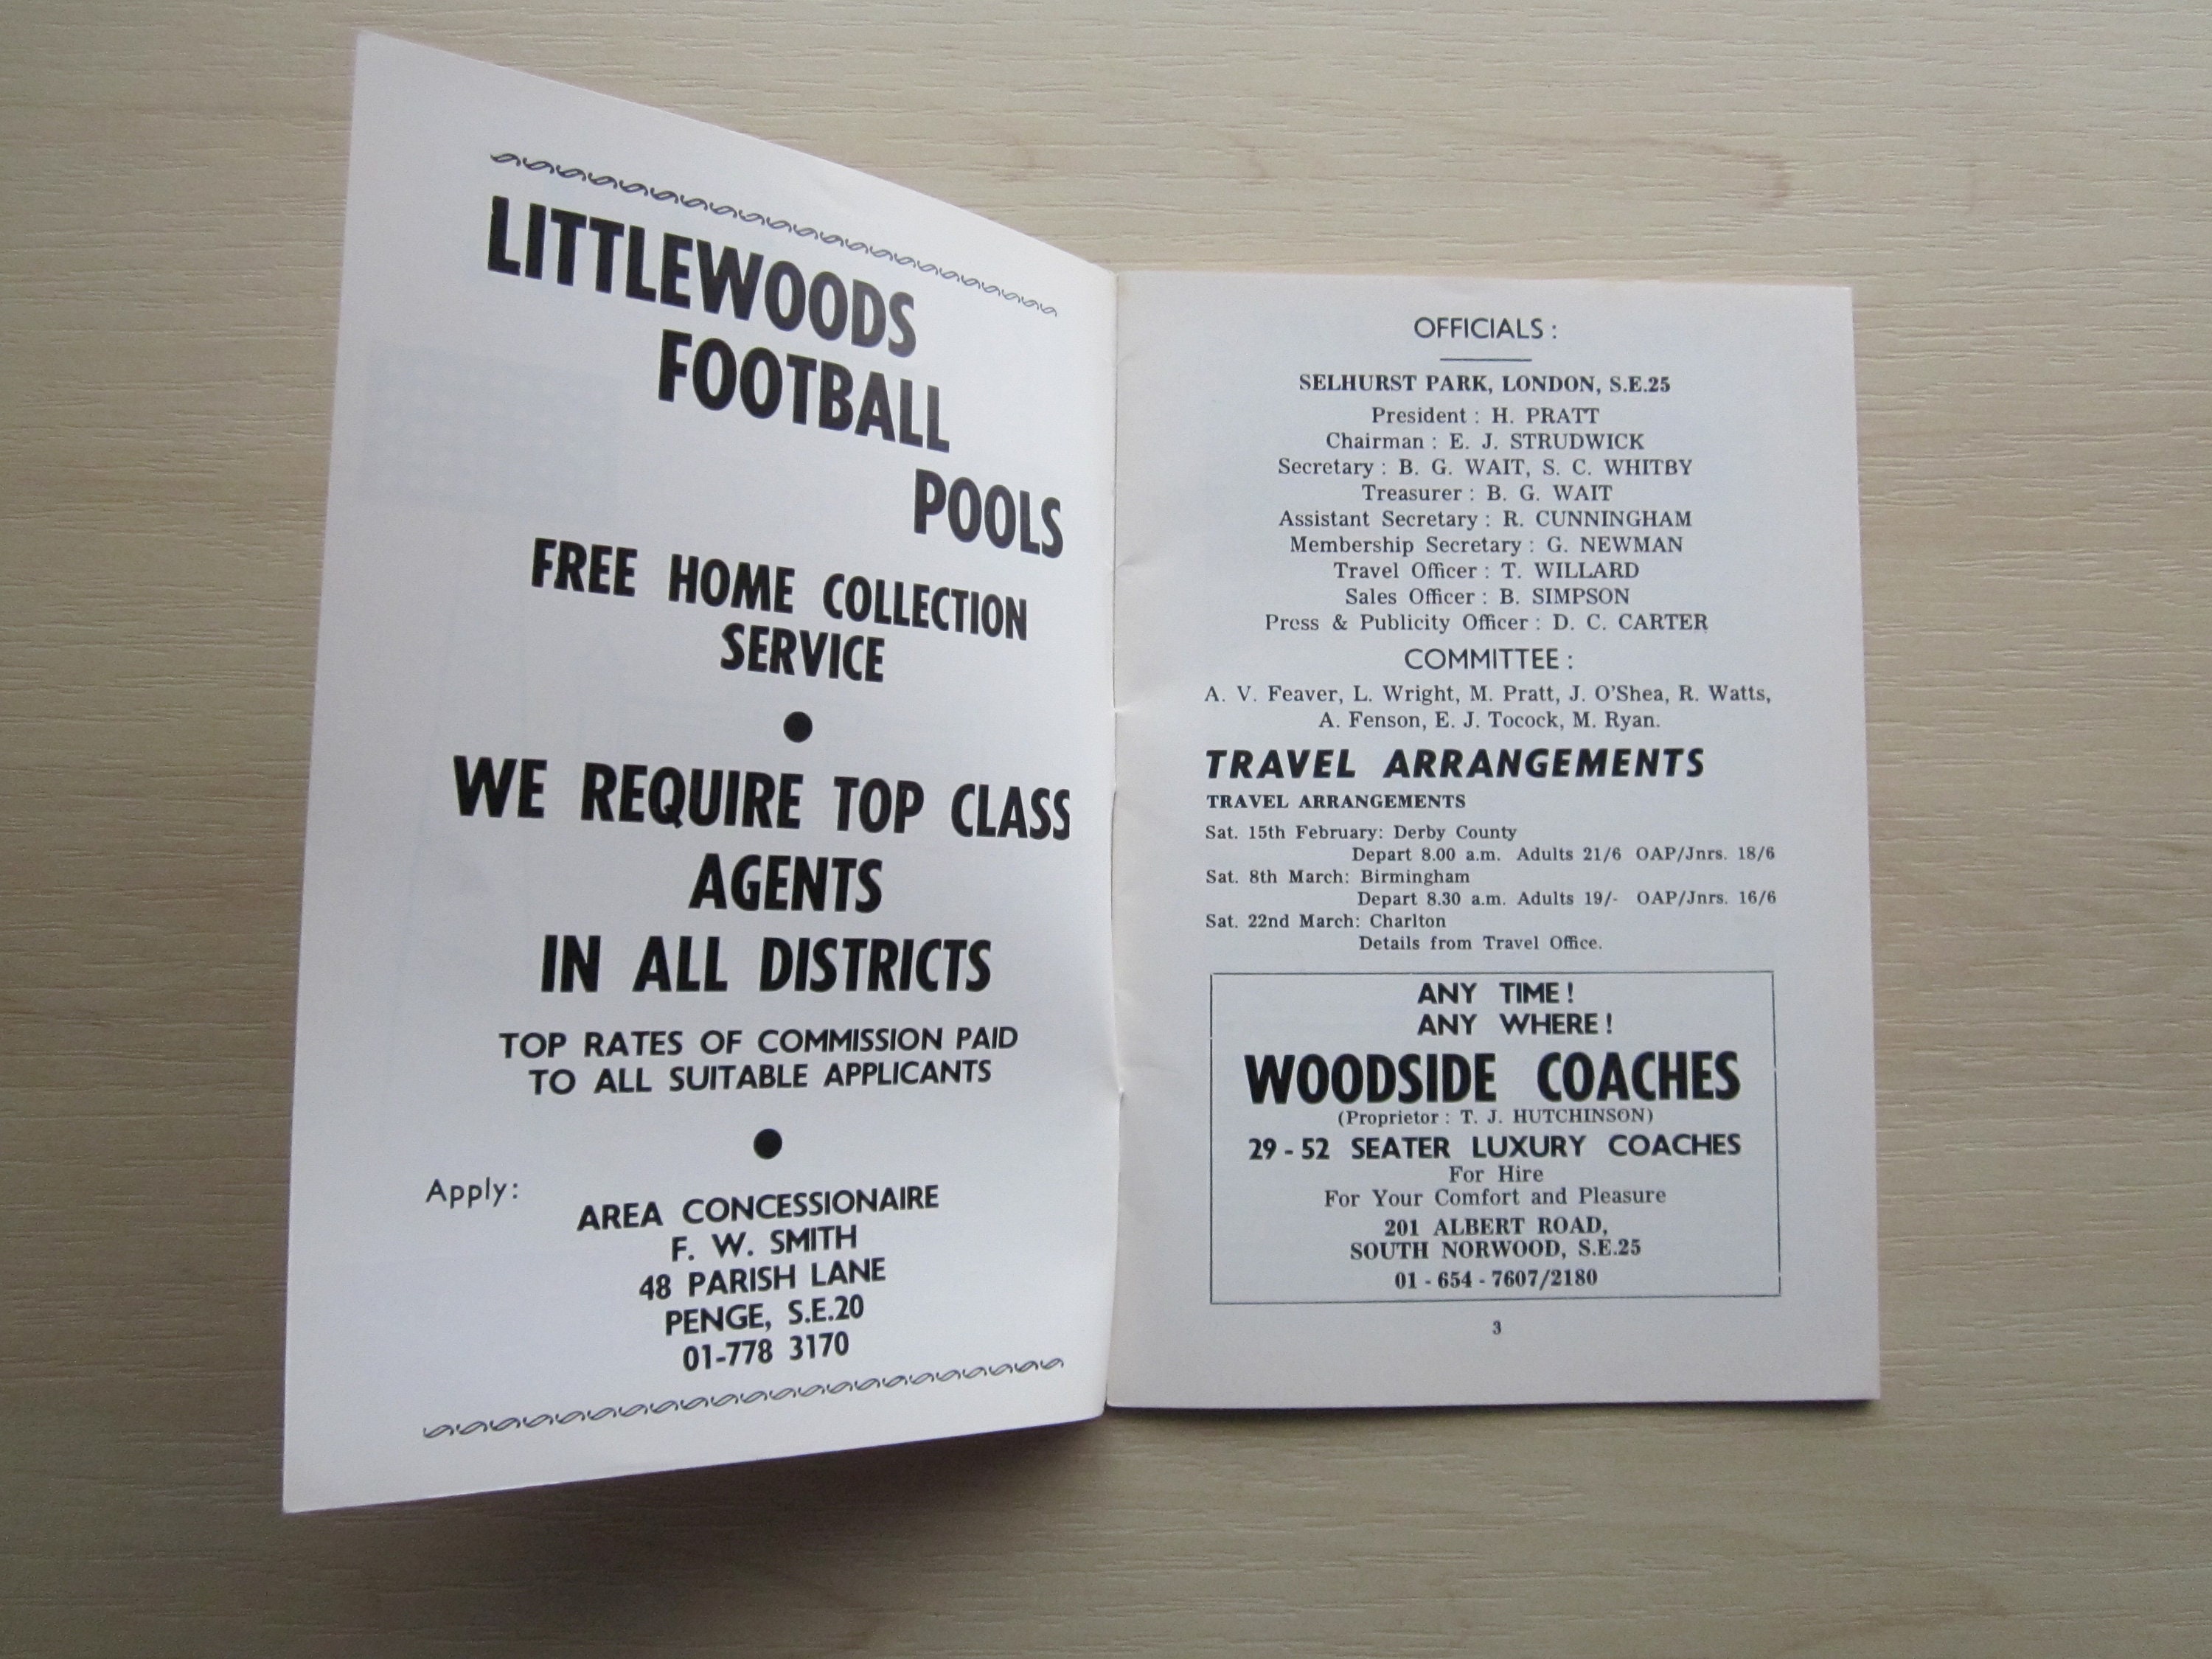 LITTLEWOODS
FOOTBALL
POOLS
FREE HOME COLLECTION
SERVICE
WE REQUIRE TOP CLASS
AGENTS
IN ALL DISTRICTS
TOP RATES OF COMMISSION PAID
TO ALL SUITABLE APPLICANTS
Apply:
AREA CONCESSIONAIRE
F. W. SMITH
48 PARISH LANE
PENGE, S.E.20
01-778 3170
OFFICIALS :
SELHURST PARK, LONDON, S.E.25
President : H. PRATT
Chairman : E. J. STRUDWICK
Secretary : B. G. WAIT, S. C. WHITBY
Treasurer : B. G. WAIT
Assistant Secretary : R. CUNNINGHAM
Membership Secretary : G. NEWMAN
Travel Officer : T. WILLARD
Sales Officer : B. SIMPSON
Press & Publicity Officer : D. C. CARTER
COMMITTEE :
A. V. Feaver, L. Wright, M. Pratt, J. O'Shea, R. Watts,
A. Fenson, E. J. Tocock, M. Ryan.
TRAVEL ARRANGEMENTS
TRAVEL ARRANGEMENTS
Sat. 15th February: Derby County
Depart 8.00 a.m. Adults 21/6 OAP/Jnrs. 18/6
Sat. 8th March: Birmingham
Depart 8.30 a.m. Adults 19/- OAP/Jnrs. 16/6
Sat. 22nd March: Charlton
Details from Travel Office.
ANY TIME !
ANY WHERE !
WOODSIDE COACHES
(Proprietor : T. J. HUTCHINSON)
29 - 52 SEATER LUXURY COACHES
For Hire
For Your Comfort and Pleasure
201 ALBERT ROAD,
SOUTH NORWOOD, S.E.25
01 - 654 - 7607/2180
3